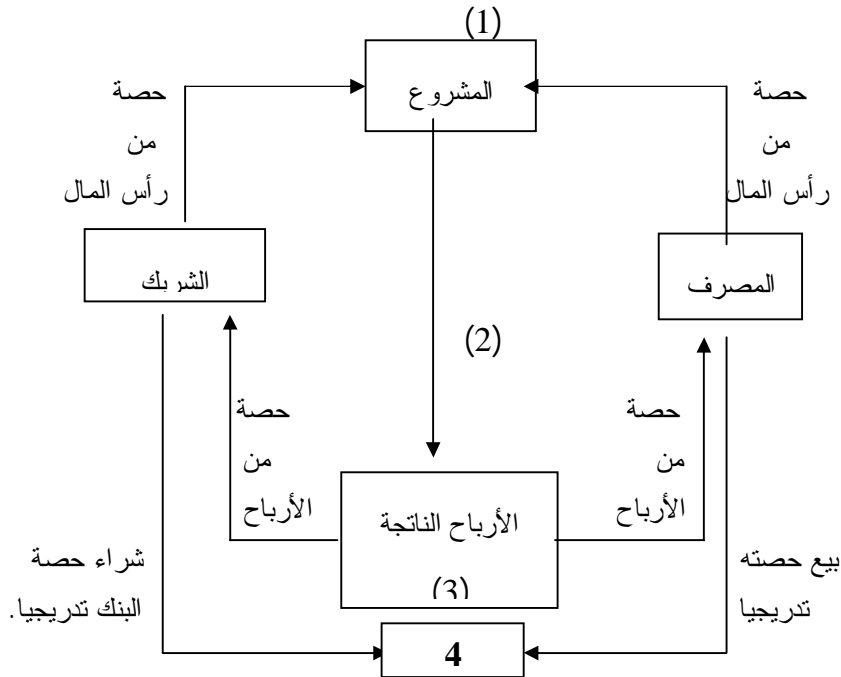 (1)
المشروع
حصة
من
رأس المال
حصة
من
رأس المال
المصرف
الشريك
(2)
حصة
من
الأرباح
حصة
من
الأرباح
الأرباح الناتجة
(3)
بيع حصته
تدريجيا
شراء حصة
البنك تدريجيا.
4